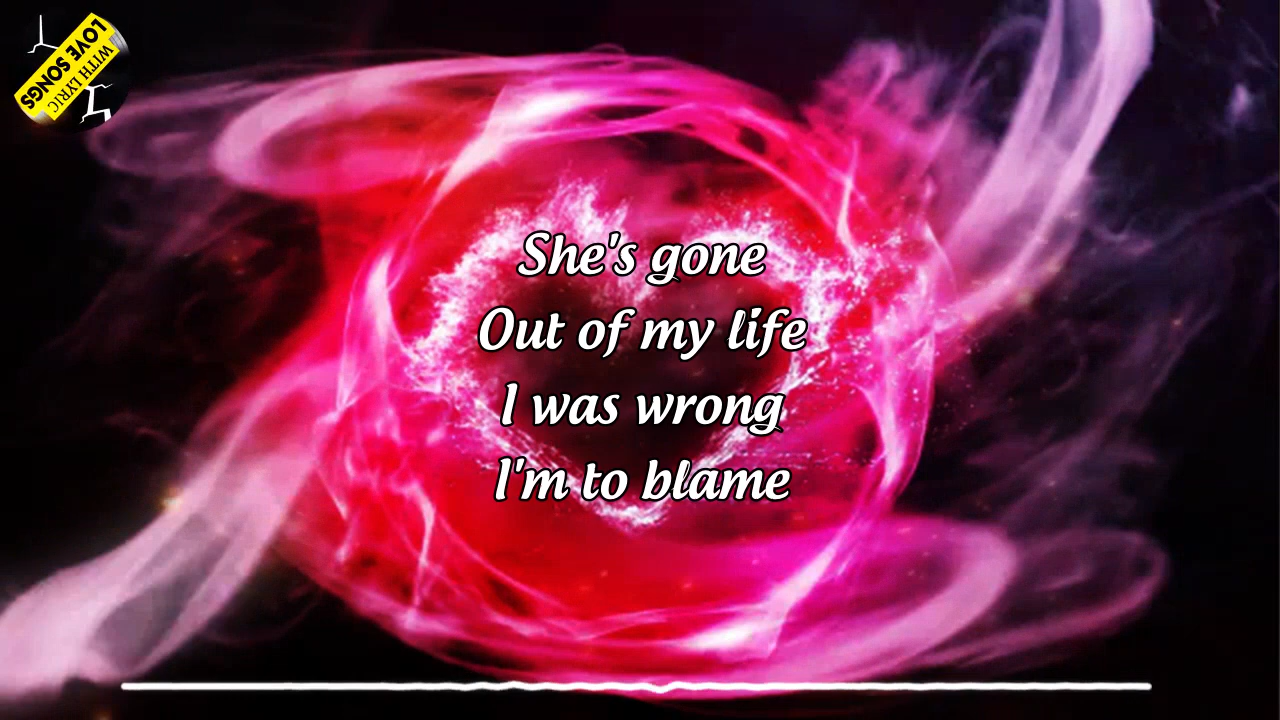 LOVE SONGS
WITH LYRIC
She's gone
Out of my life
I was wrong
I'm to blame